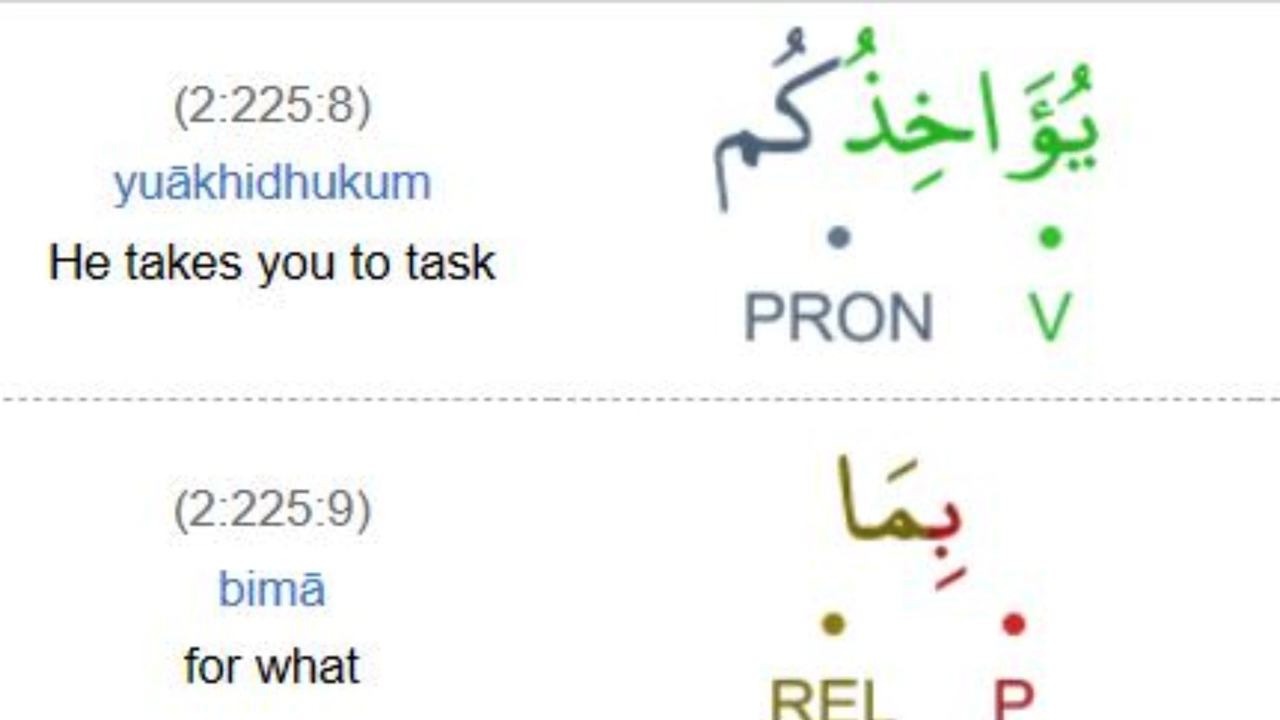 (2:225:8)
yuākhidhukum
He takes you to task
يُؤَاخِذُكُم
PRON V
(2:225:9)
bimā
for what
بِمَا
REL P